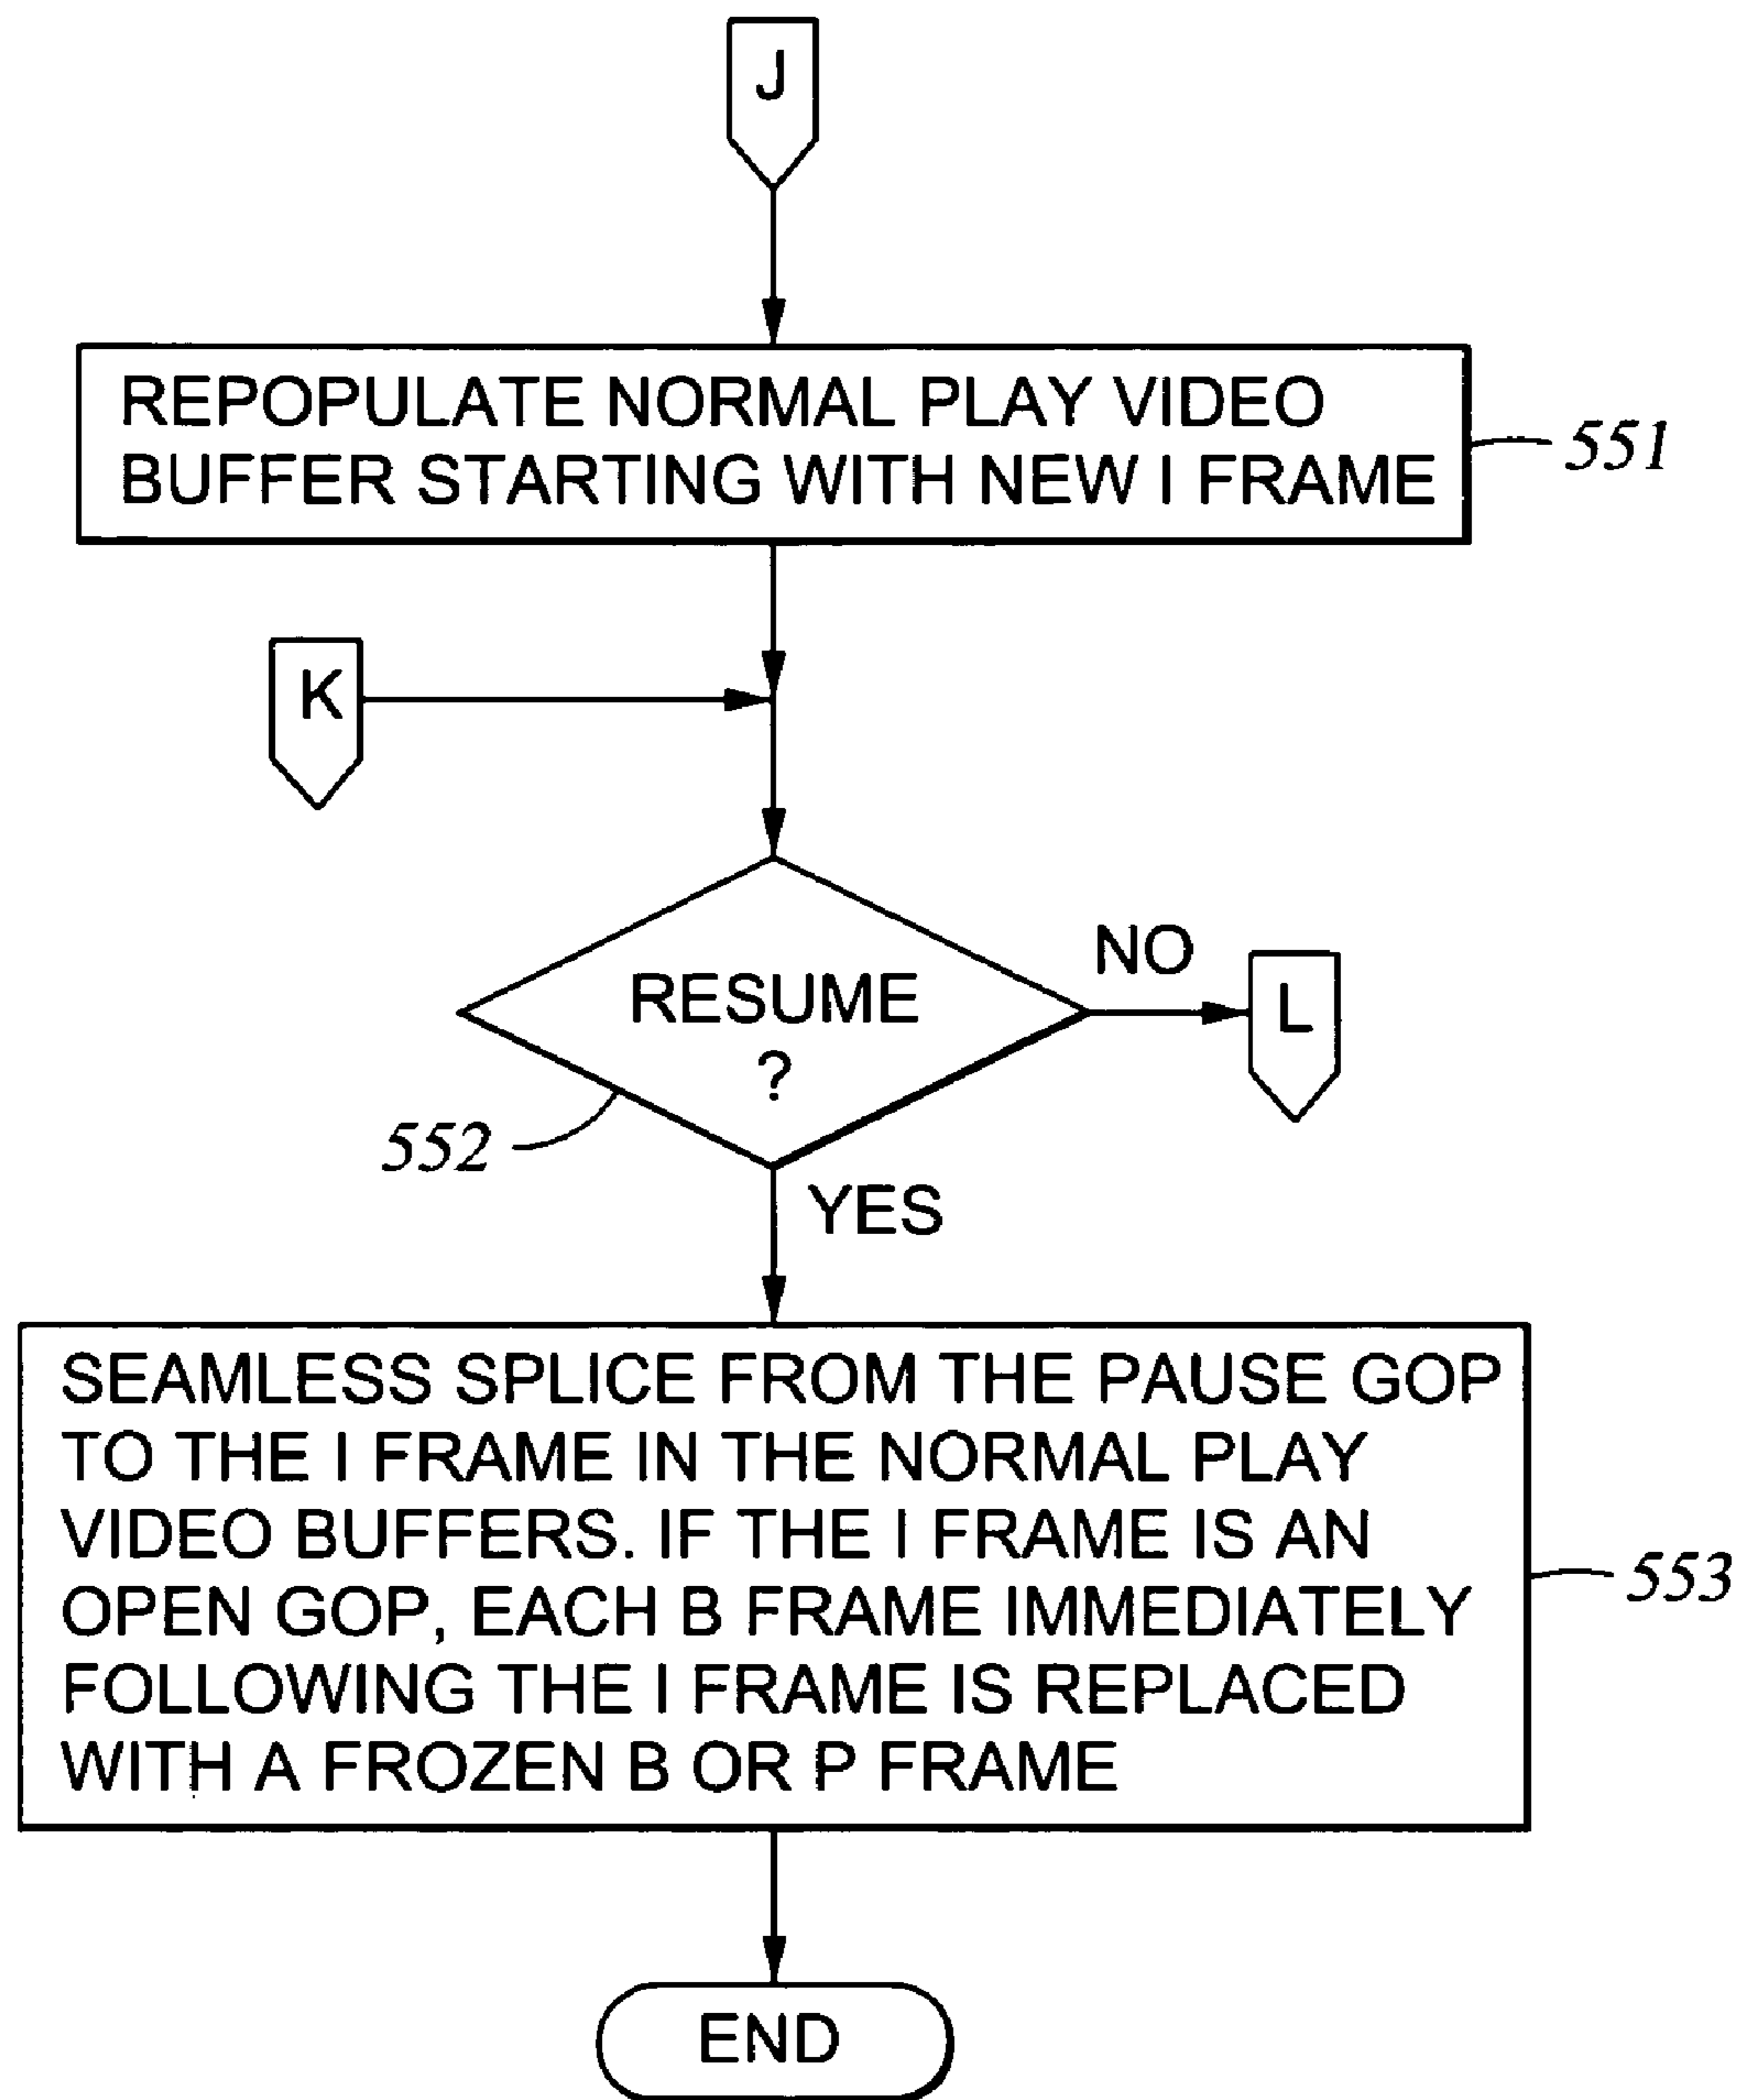 J
REPOPULATE NORMAL PLAY VIDEO
BUFFER STARTING WITH NEW I FRAME
551
K
RESUME
?
NO
L
552
YES
SEAMLESS SPLICE FROM THE PAUSE GOP
TO THE I FRAME IN THE NORMAL PLAY
VIDEO BUFFERS. IF THE I FRAME IS AN
OPEN GOP, EACH B FRAME IMMEDIATELY
FOLLOWING THE I FRAME IS REPLACED
WITH A FROZEN B OR P FRAME
553
END